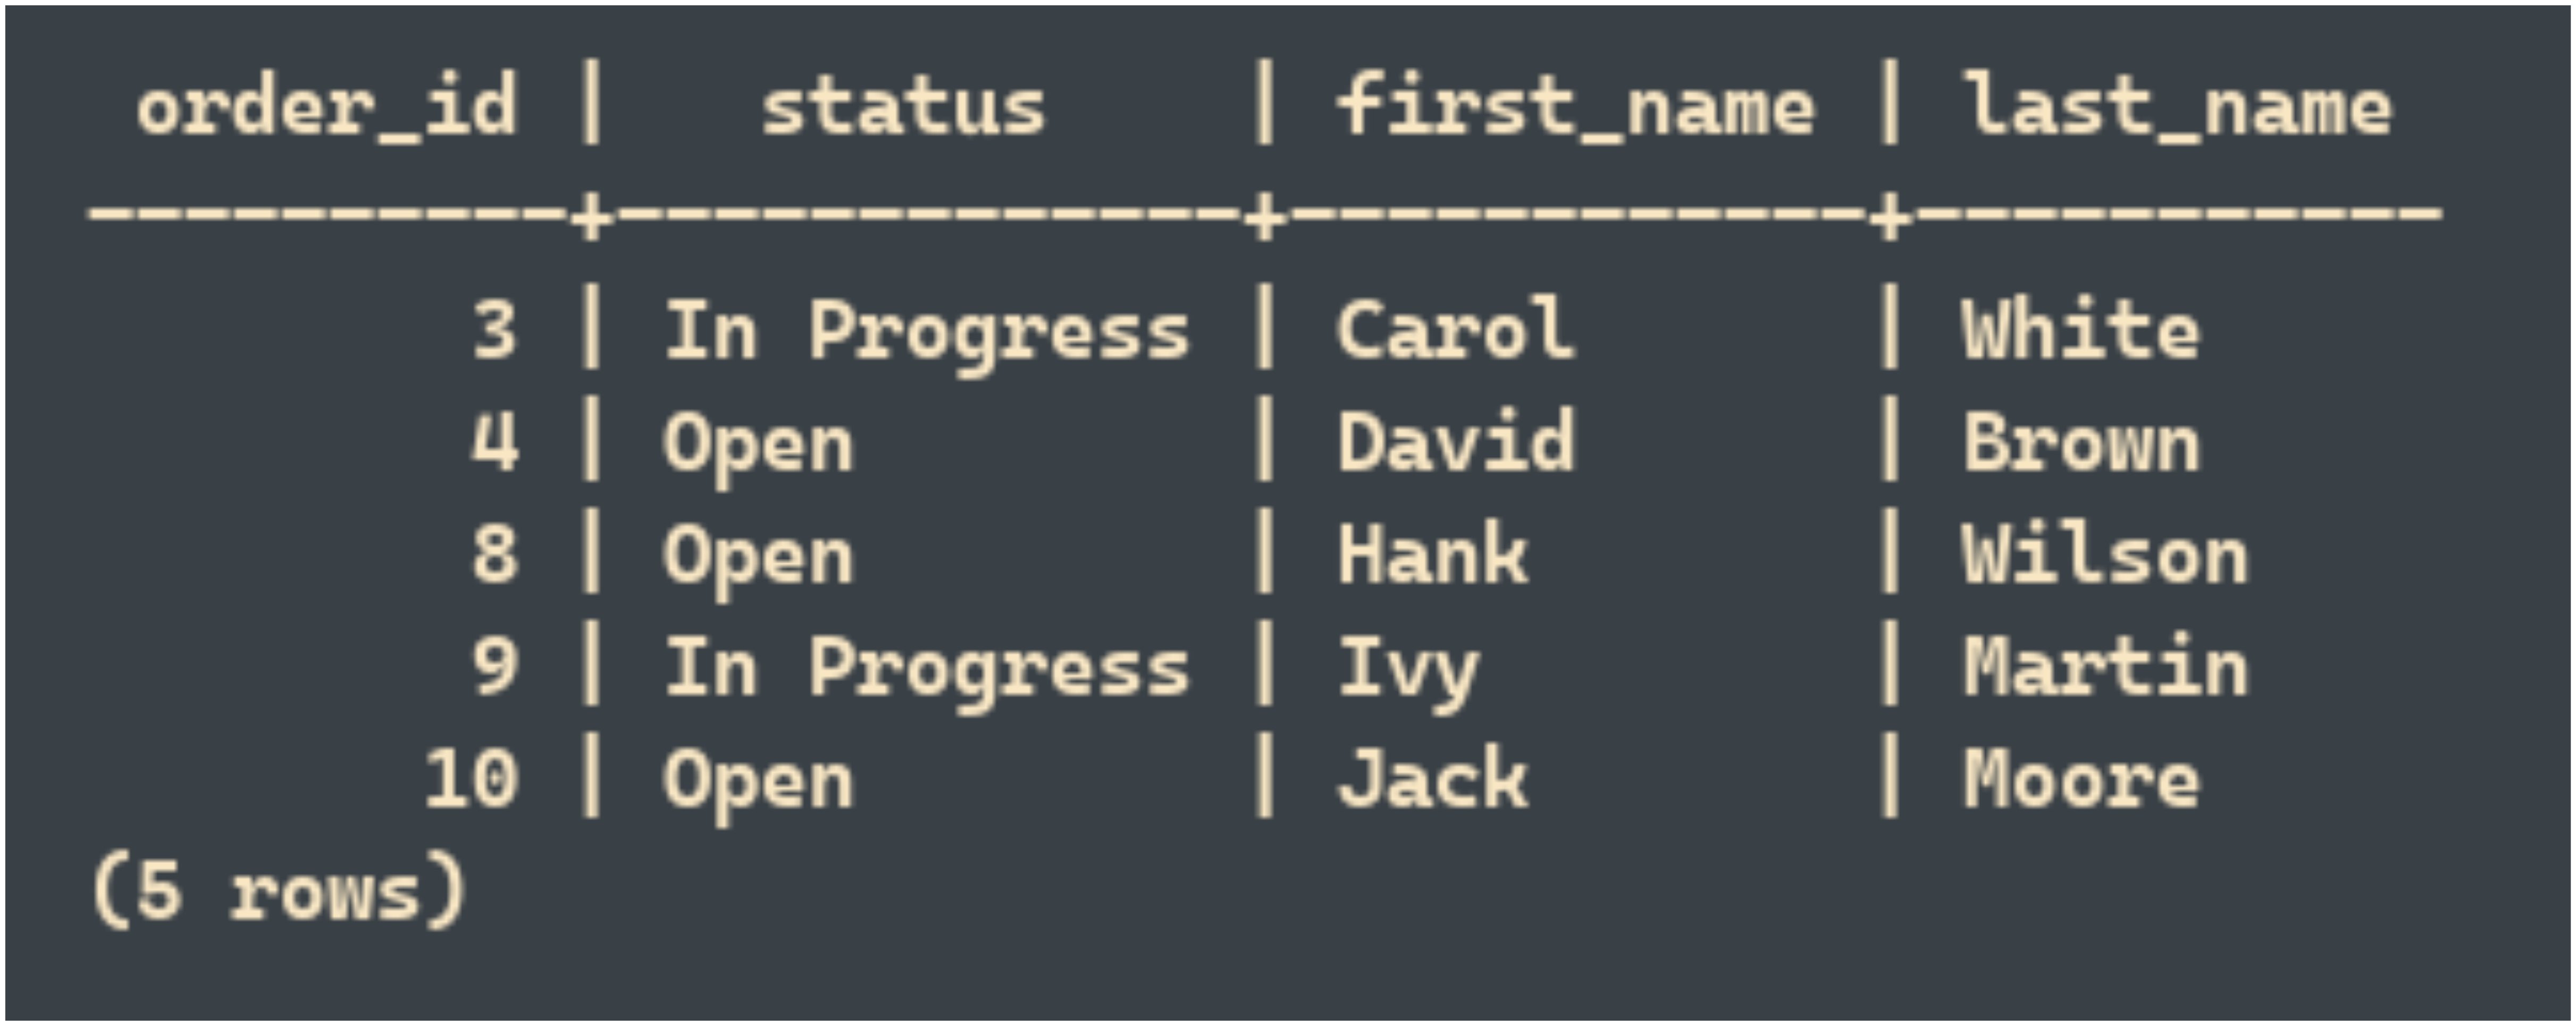 order_id |   status    | first_name | last_name
----------+-------------+------------+-----------
        3 | In Progress | Carol      | White
        4 | Open        | David      | Brown
        8 | Open        | Hank       | Wilson
        9 | In Progress | Ivy        | Martin
       10 | Open        | Jack       | Moore
(5 rows)